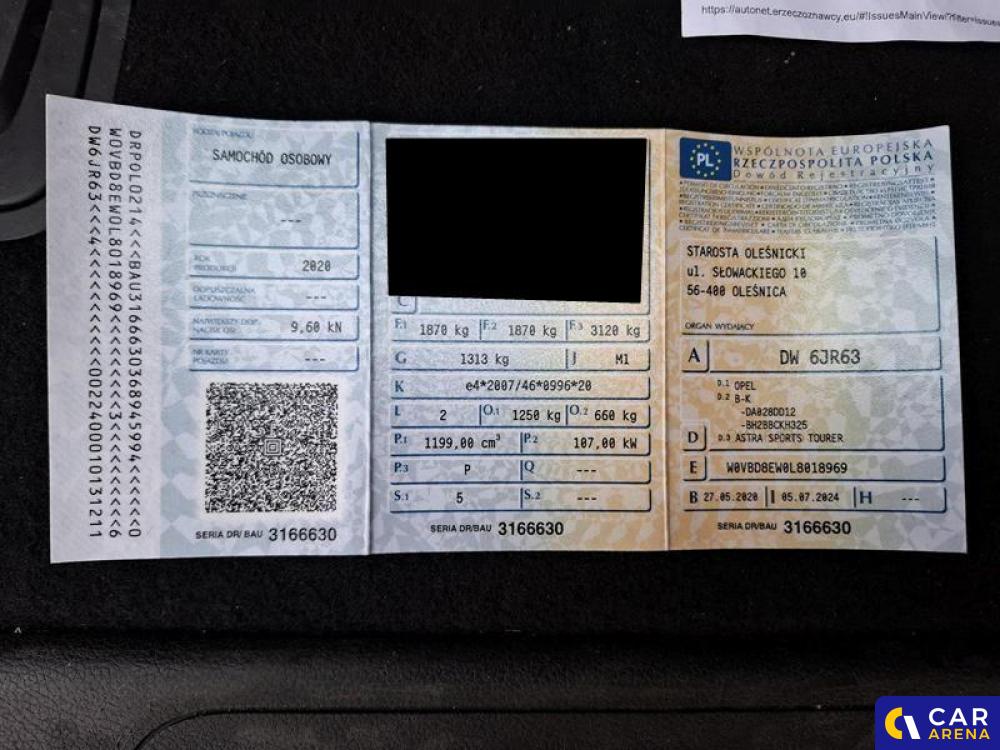 https://autonet.erzeczoznawcy.eu/#!IssuesMainView
DRPOL0214<<BAU3166630368945994<<<<<<0
W0VBD8EW0L8018969<<<<<<<<<<3<<<<<<<6
DW6JR63<<<4<<<<<<<<<<<002240001013121
RODZAJ POJAZDU
SAMOCHÓD OSOBOWY
PRZEZNACZENIE
---
ROK PRODUKCJI 2020
DOPUSZCZALNA ŁADOWNOŚĆ ---
NAJWIĘKSZY DOP. NACISK OSI 9,60 kN
NR KARTY POJAZDU ---
SERIA DR/BAU 3166630
C
F.1 1870 kg F.2 1870 kg F.3 3120 kg
G 1313 kg J M1
K e4*2007/46*0996*20
L 2 O.1 1250 kg O.2 660 kg
P.1 1199,00 cm³ P.2 107,00 kW
P.3 P Q ---
S.1 5 S.2 ---
SERIA DR/BAU 3166630
PL
WSPÓLNOTA EUROPEJSKA
RZECZPOSPOLITA POLSKA
Dowód Rejestracyjny
STAROSTA OLEŚNICKI
ul. SŁOWACKIEGO 10
56-400 OLEŚNICA
ORGAN WYDAJĄCY
A DW 6JR63
D.1 OPEL
D.2 B-K
-DA028DD12
-BH2BBCKH325
D D.3 ASTRA SPORTS TOURER
E W0VBD8EW0L8018969
B 27.05.2020 I 05.07.2024 H ---
SERIA DR/BAU 3166630
CAR
ARENA